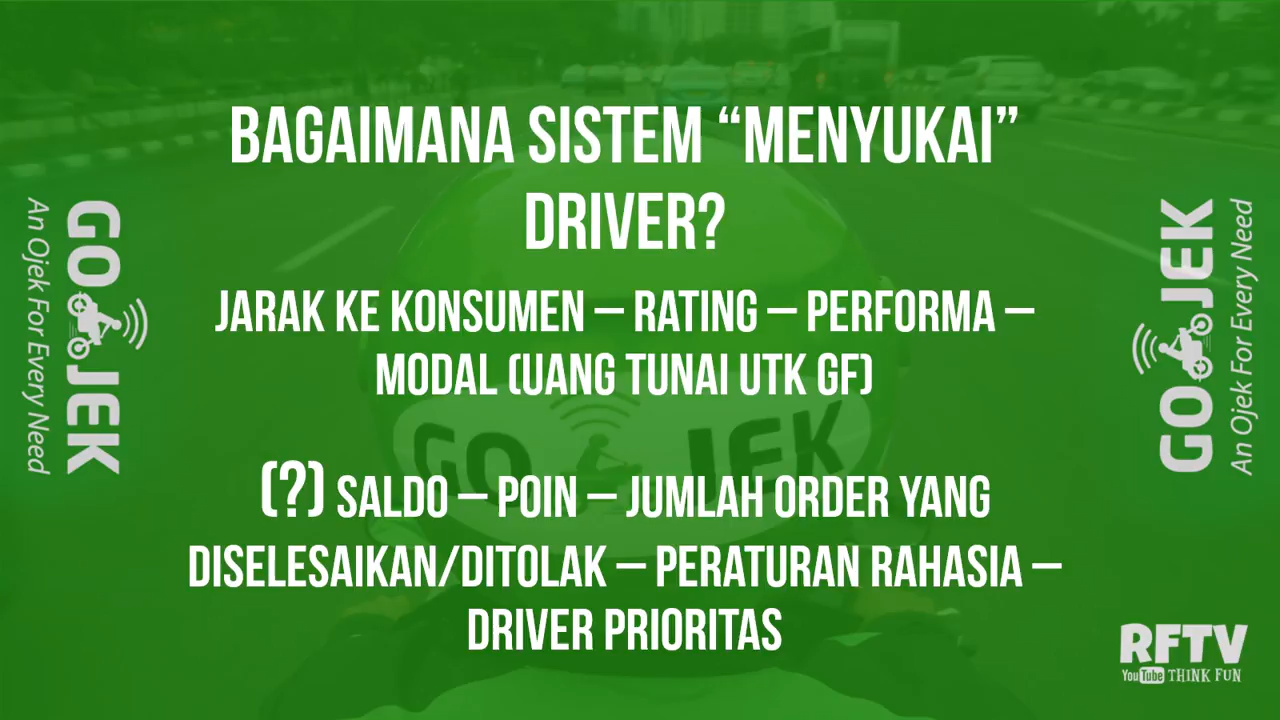 BAGAIMANA SISTEM “MENYUKAI”
DRIVER?
JARAK KE KONSUMEN – RATING – PERFORMA –
MODAL (UANG TUNAI UTK GF)
(?) SALDO – POIN – JUMLAH ORDER YANG
DISELESAIKAN/DITOLAK – PERATURAN RAHASIA –
DRIVER PRIORITAS
GO JEK
An Ojek For Every Need
GO JEK
An Ojek For Every Need
GO JEK
RFTV
YouTube THINK FUN